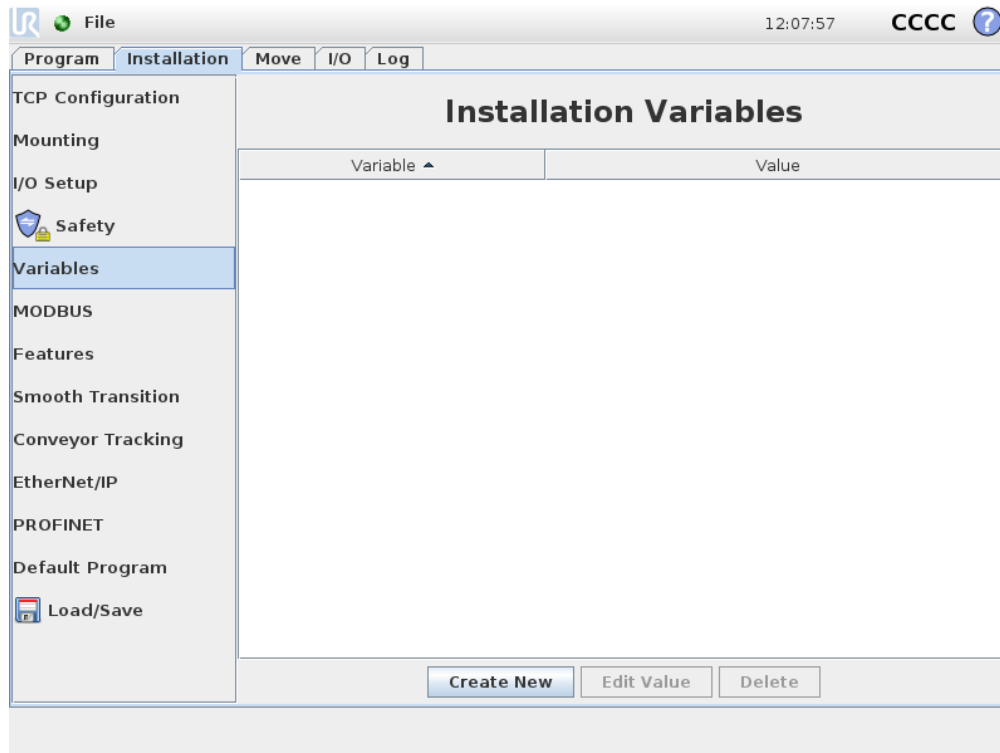 UR File 12:07:57 CCCC ?
Program Installation Move I/O Log
TCP Configuration
Mounting
I/O Setup
Safety
Variables
MODBUS
Features
Smooth Transition
Conveyor Tracking
EtherNet/IP
PROFINET
Default Program
Load/Save
Installation Variables
Variable Value
Create New Edit Value Delete